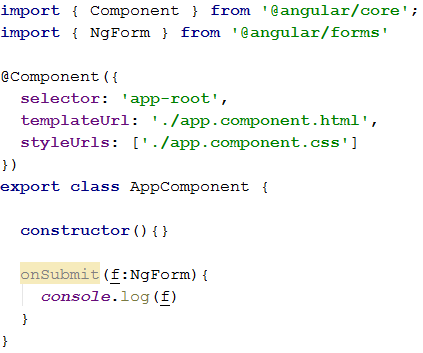 import { Component } from '@angular/core';
import { NgForm } from '@angular/forms'
@Component({
  selector: 'app-root',
  templateUrl: './app.component.html',
  styleUrls: ['./app.component.css']
})
export class AppComponent {
  constructor(){}
  onSubmit(f:NgForm){
    console.log(f)
  }
}